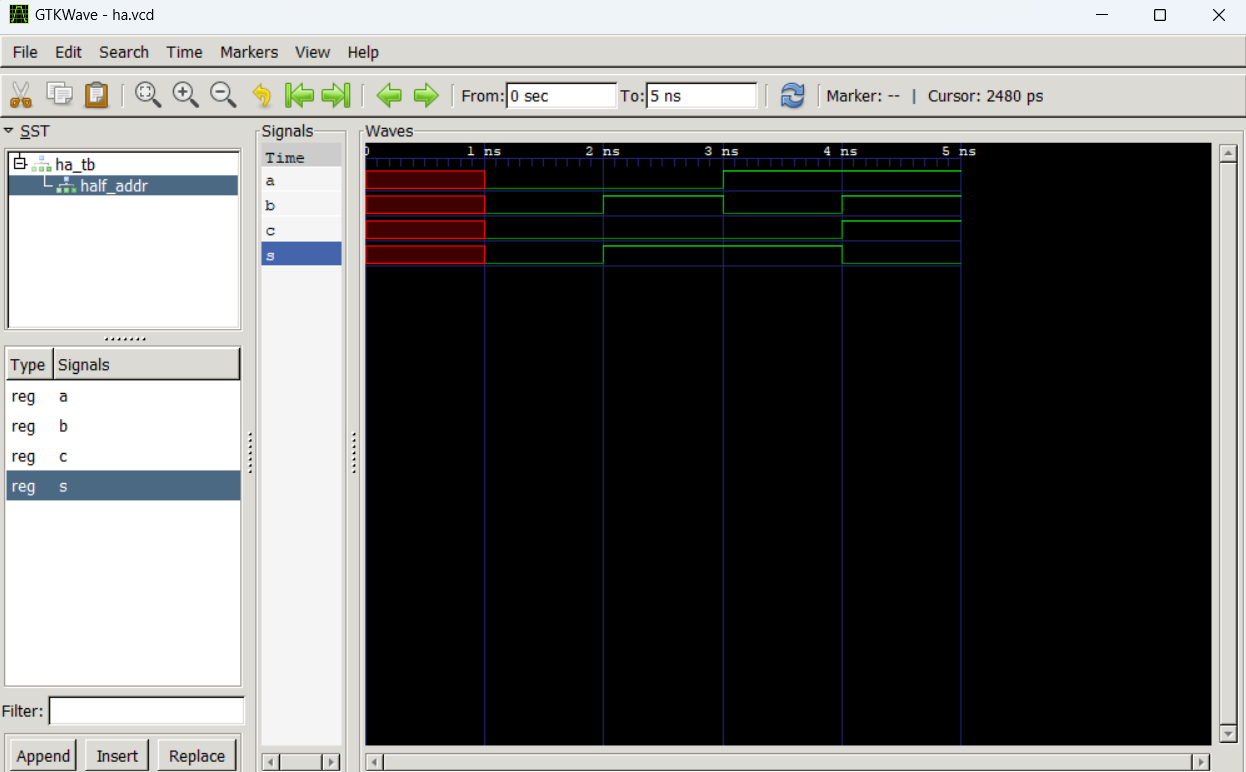 GTKWave - ha.vcd
File Edit Search Time Markers View Help
From: 0 sec To: 5 ns Marker: -- | Cursor: 2480 ps
SST
ha_tb
half_addr
Type Signals
reg a
reg b
reg c
reg s
Filter:
Append Insert Replace
Signals
Time
a
b
c
s
Waves
0 1 ns 2 ns 3 ns 4 ns 5 ns